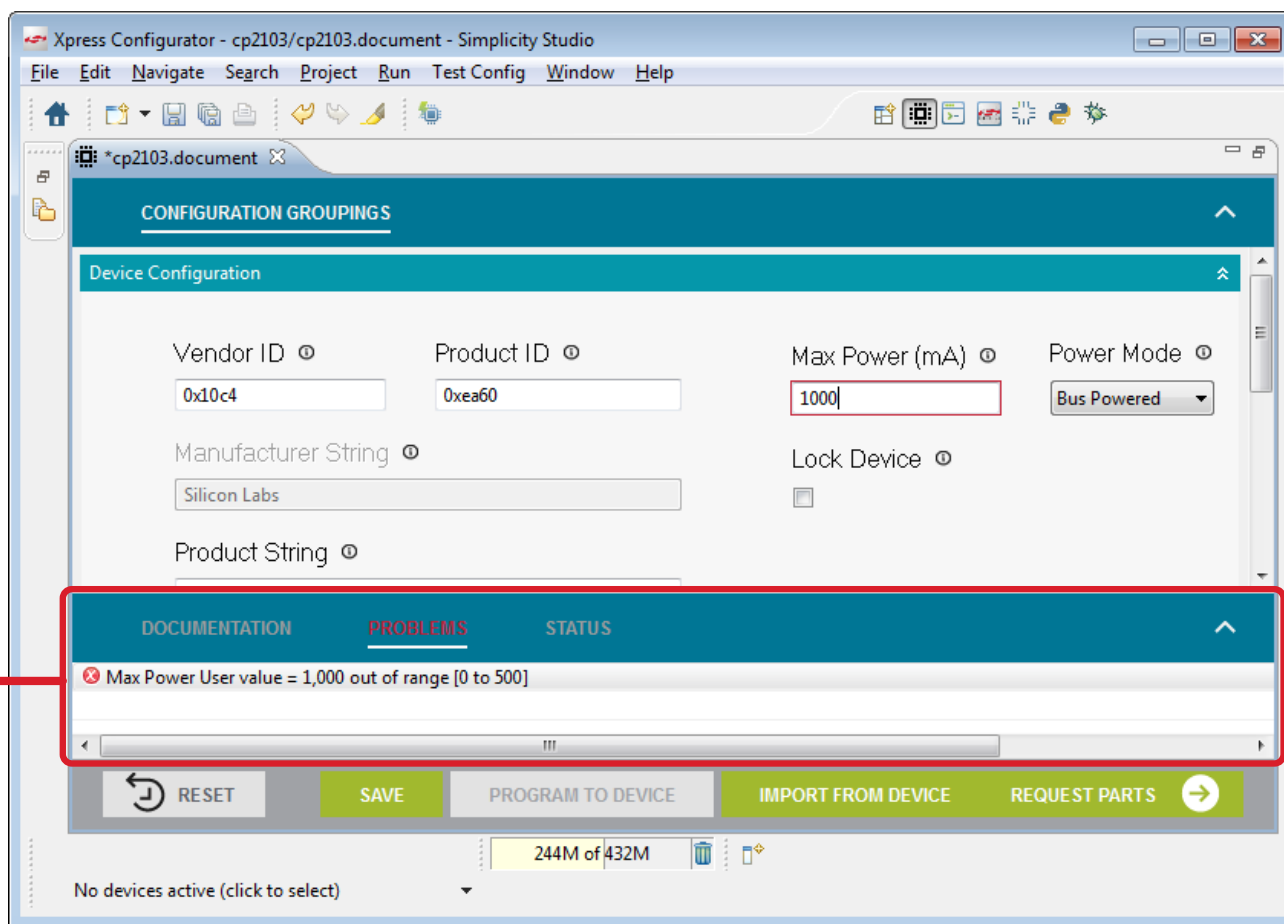 Xpress Configurator - cp2103/cp2103.document - Simplicity Studio
File Edit Navigate Search Project Run Test Config Window Help
*cp2103.document
CONFIGURATION GROUPINGS
Device Configuration
Vendor ID Product ID Max Power (mA) Power Mode
0x10c4 0xea60 1000 Bus Powered
Manufacturer String Lock Device
Silicon Labs
Product String
DOCUMENTATION PROBLEMS STATUS
Max Power User value = 1,000 out of range [0 to 500]
RESET SAVE PROGRAM TO DEVICE IMPORT FROM DEVICE REQUEST PARTS
244M of 432M
No devices active (click to select)